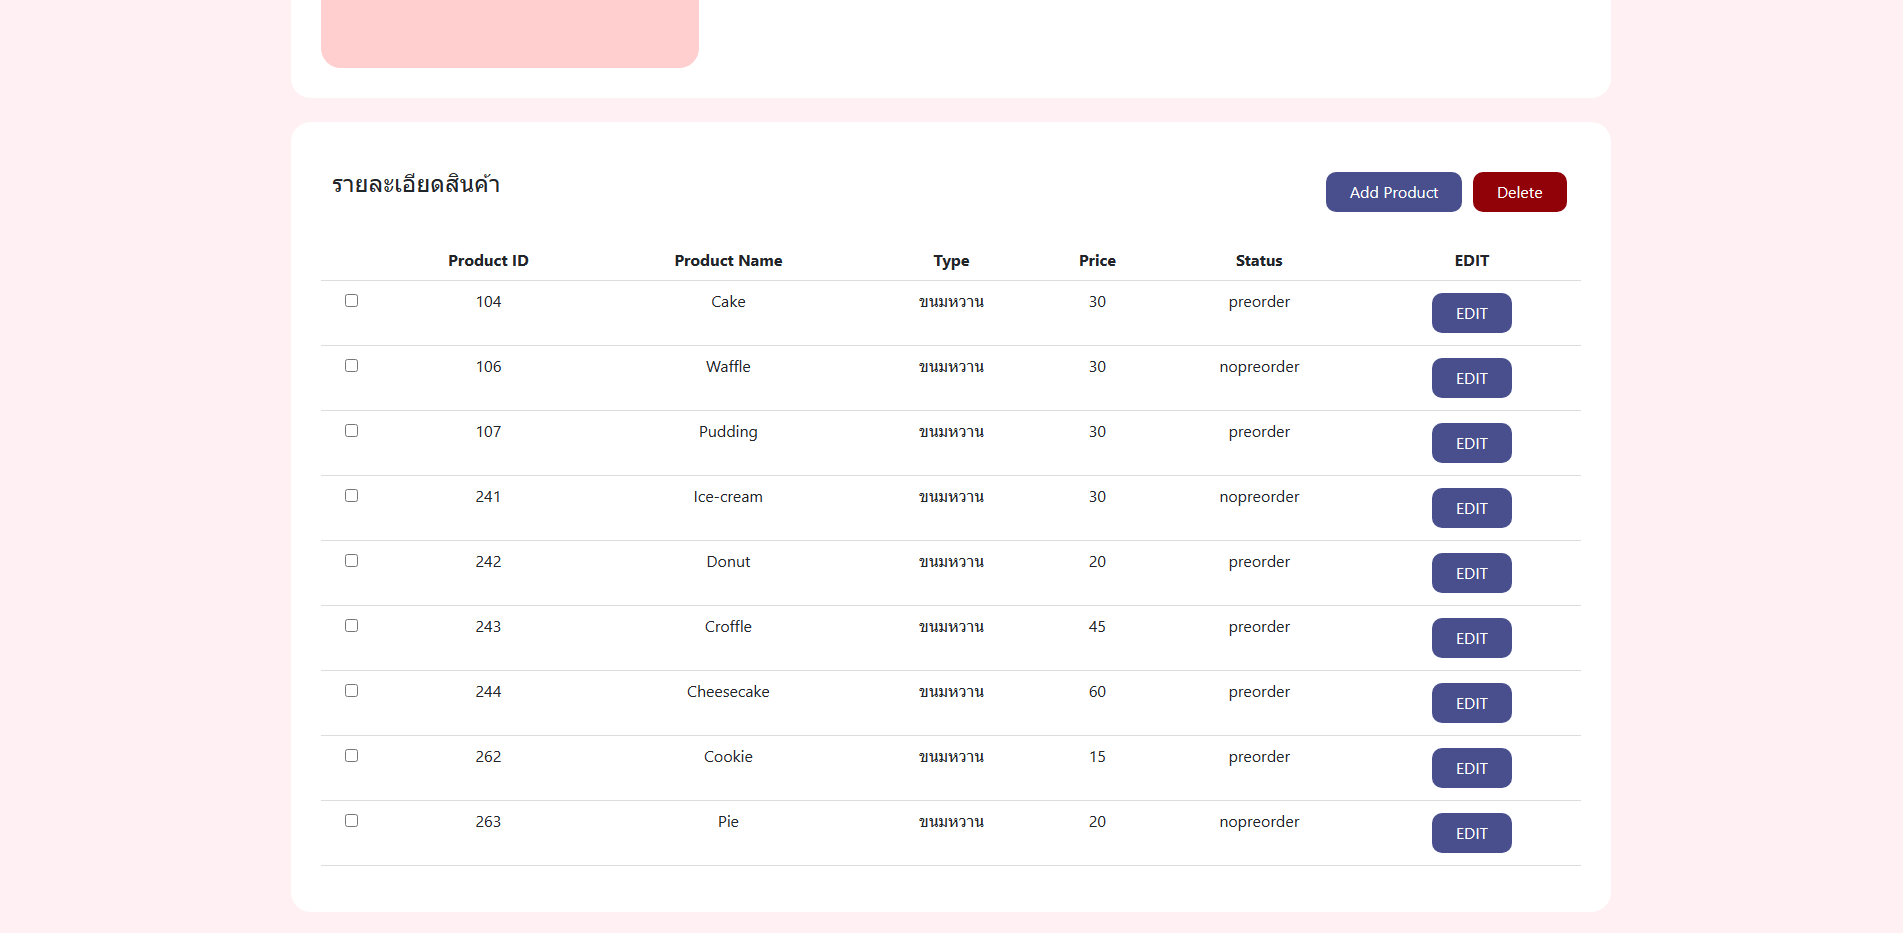 รายละเอียดสินค้า
Add Product Delete
Product ID Product Name Type Price Status EDIT
104 Cake ขนมหวาน 30 preorder EDIT
106 Waffle ขนมหวาน 30 nopreorder EDIT
107 Pudding ขนมหวาน 30 preorder EDIT
241 Ice-cream ขนมหวาน 30 nopreorder EDIT
242 Donut ขนมหวาน 20 preorder EDIT
243 Croffle ขนมหวาน 45 preorder EDIT
244 Cheesecake ขนมหวาน 60 preorder EDIT
262 Cookie ขนมหวาน 15 preorder EDIT
263 Pie ขนมหวาน 20 nopreorder EDIT